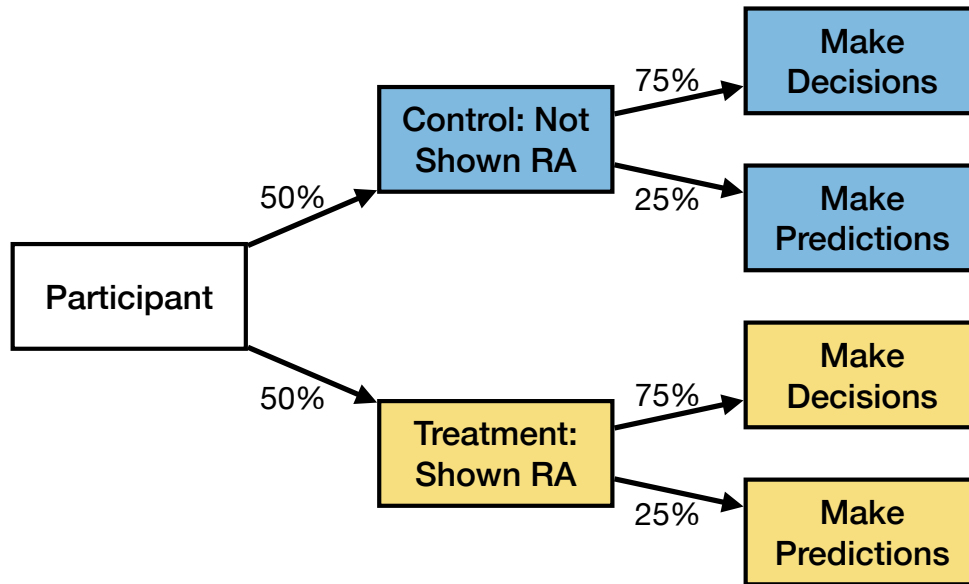 Participant
50%
50%
Control: Not
Shown RA
75%
25%
Make
Decisions
Make
Predictions
Treatment:
Shown RA
75%
25%
Make
Decisions
Make
Predictions